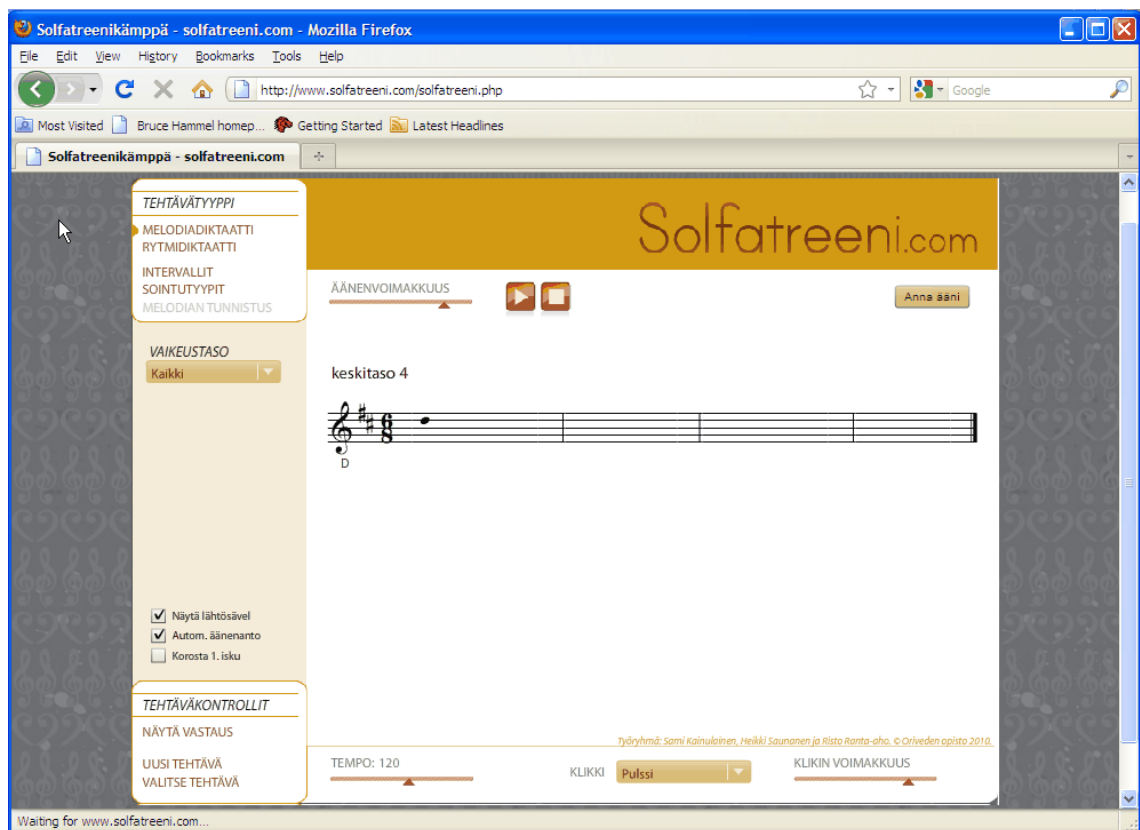 Solfatreenikämppä - solfatreeni.com - Mozilla Firefox
File Edit View History Bookmarks Tools Help
http://www.solfatreeni.com/solfatreeni.php
Google
Most Visited Bruce Hammel homep... Getting Started Latest Headlines
Solfatreenikämppä - solfatreeni.com
TEHTÄVÄTYYPPI
MELODIADIKTAATTI
RYTMIDIKTAATTI
INTERVALLIT
SOINTUTYYPIT
MELODIAN TUNNISTUS
VAIKEUSTASO
Kaikki
Näytä lähtösävel
Autom. äänenanto
Korosta 1. isku
TEHTÄVÄKONTROLLIT
NÄYTÄ VASTAUS
UUSI TEHTÄVÄ
VALITSE TEHTÄVÄ
Solfatreeni.com
ÄÄNENVOIMAKKUUS
Anna ääni
keskitaso 4
6
8
D
Työryhmä: Sami Kainulainen, Heikki Saunanen ja Risto Ranta-aho. © Oriveden opisto 2010.
TEMPO: 120
KLIKKI Pulssi
KLIKIN VOIMAKKUUS
Waiting for www.solfatreeni.com...